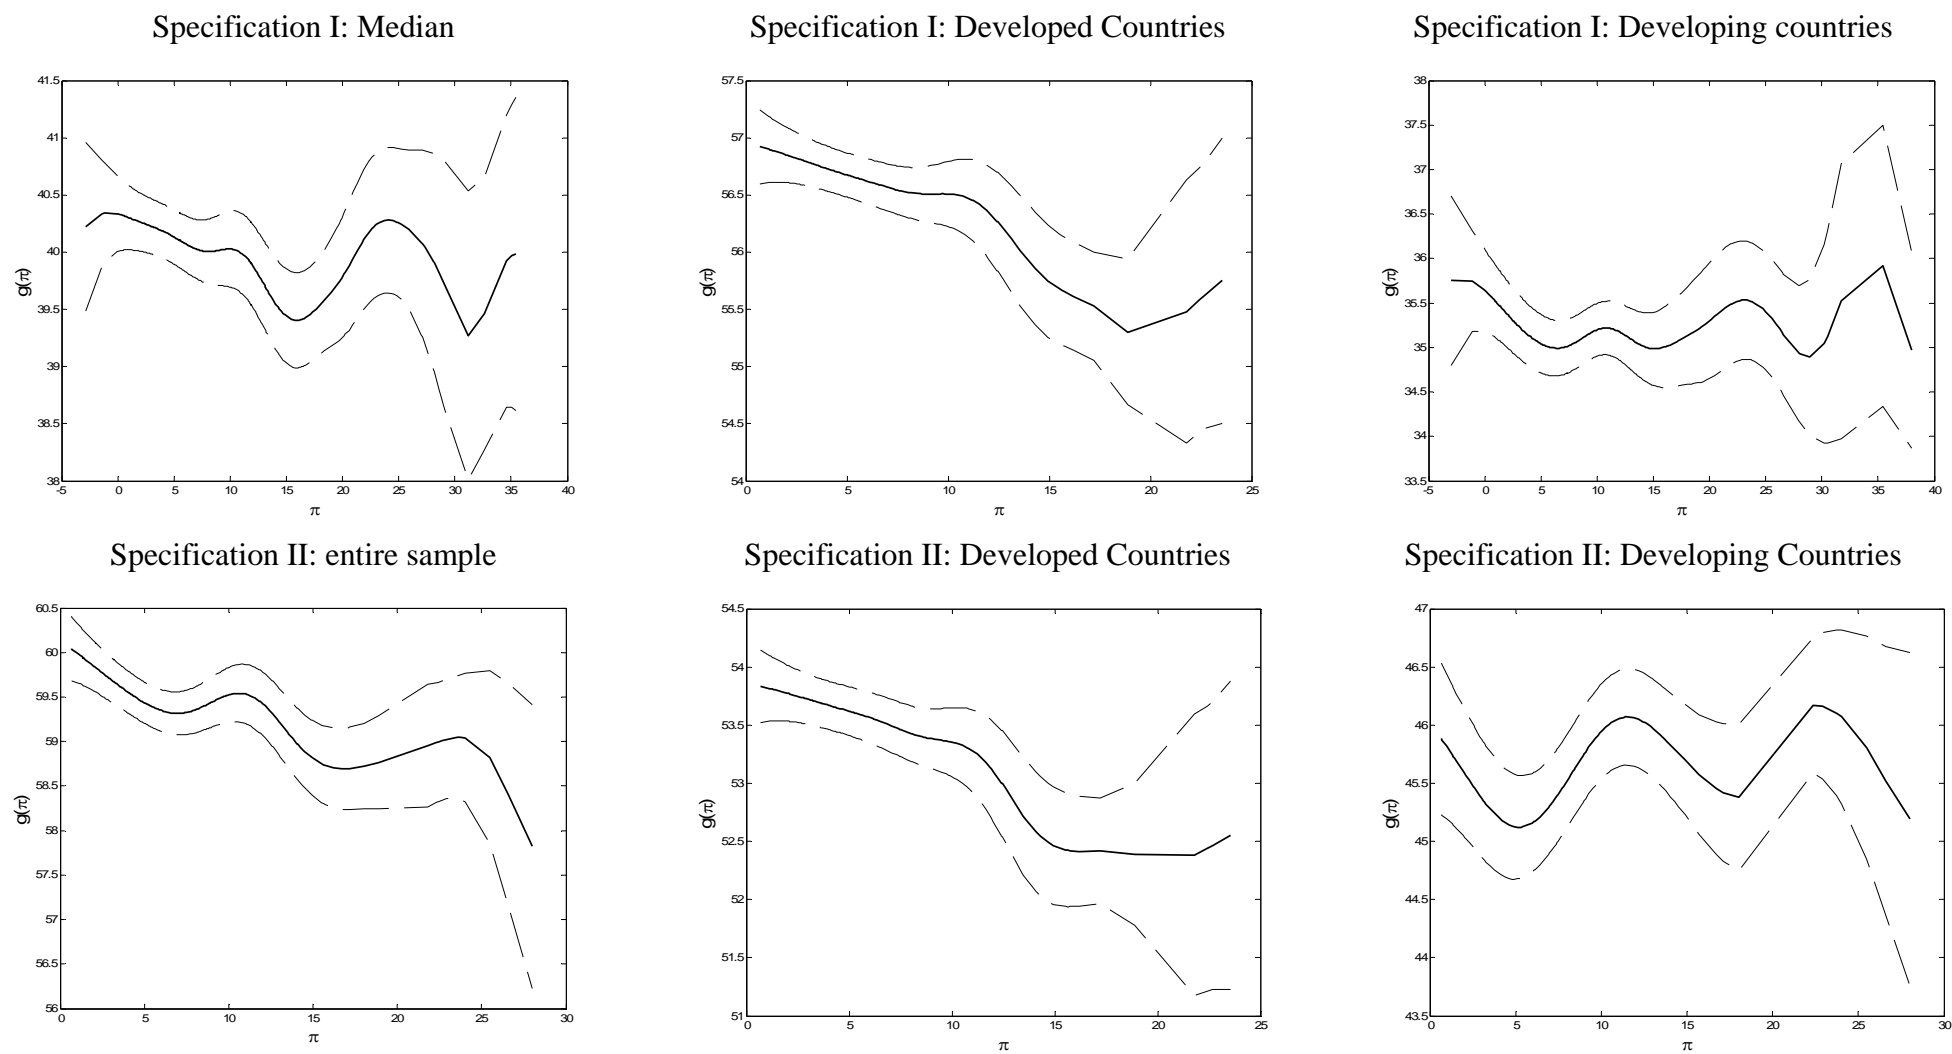 Specification I: Median
41.5
41
40.5
40
39.5
39
38.5
38
g(π)
-5 0 5 10 15 20 25 30 35 40
π
Specification I: Developed Countries
57.5
57
56.5
56
55.5
55
54.5
54
g(π)
0 5 10 15 20 25
π
Specification I: Developing countries
38
37.5
37
36.5
36
35.5
35
34.5
34
33.5
g(π)
-5 0 5 10 15 20 25 30 35 40
π
Specification II: entire sample
60.5
60
59.5
59
58.5
58
57.5
57
56.5
56
g(π)
0 5 10 15 20 25 30
π
Specification II: Developed Countries
54.5
54
53.5
53
52.5
52
51.5
51
g(π)
0 5 10 15 20 25
π
Specification II: Developing Countries
47
46.5
46
45.5
45
44.5
44
43.5
g(π)
0 5 10 15 20 25 30
π